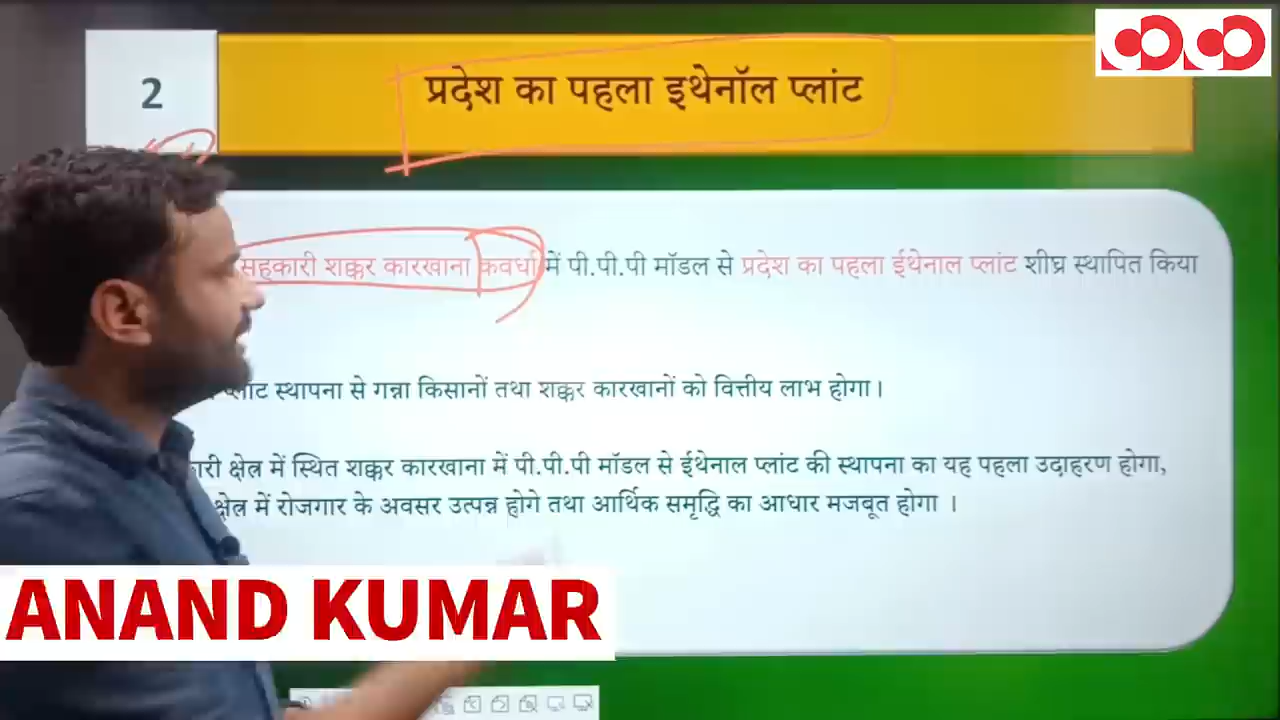 2
प्रदेश का पहला इथेनॉल प्लांट
सहकारी शक्कर कारखाना कवर्धा में पी.पी.पी मॉडल से प्रदेश का पहला ईथेनाल प्लांट शीघ्र स्थापित किया
प्लांट स्थापना से गन्ना किसानों तथा शक्कर कारखानों को वित्तीय लाभ होगा।
क्षेत्र में स्थित शक्कर कारखाना में पी.पी.पी मॉडल से ईथेनाल प्लांट की स्थापना का यह पहला उदाहरण होगा,
क्षेत्र में रोजगार के अवसर उत्पन्न होगे तथा आर्थिक समृद्धि का आधार मजबूत होगा ।
ANAND KUMAR